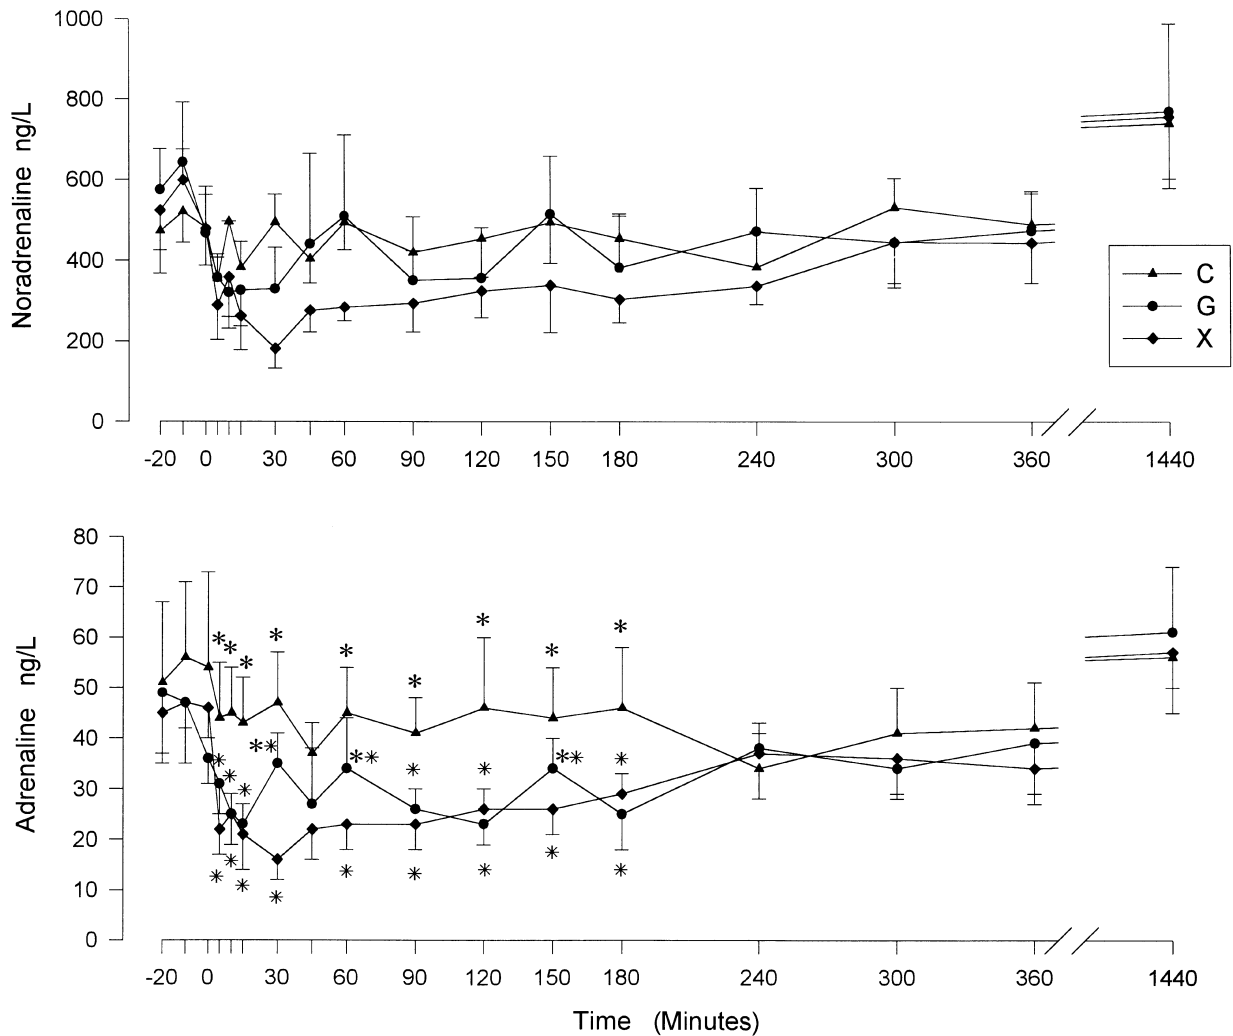 1000
800
600
400
200
0
Noradrenaline ng/L
C
G
X
-20 0 30 60 90 120 150 180 240 300 360 1440
80
70
60
50
40
30
20
10
0
Adrenaline ng/L
* * * * * * * * *
** * * * * * * ** *
* * * * * * * * *
-20 0 30 60 90 120 150 180 240 300 360 1440
Time (Minutes)